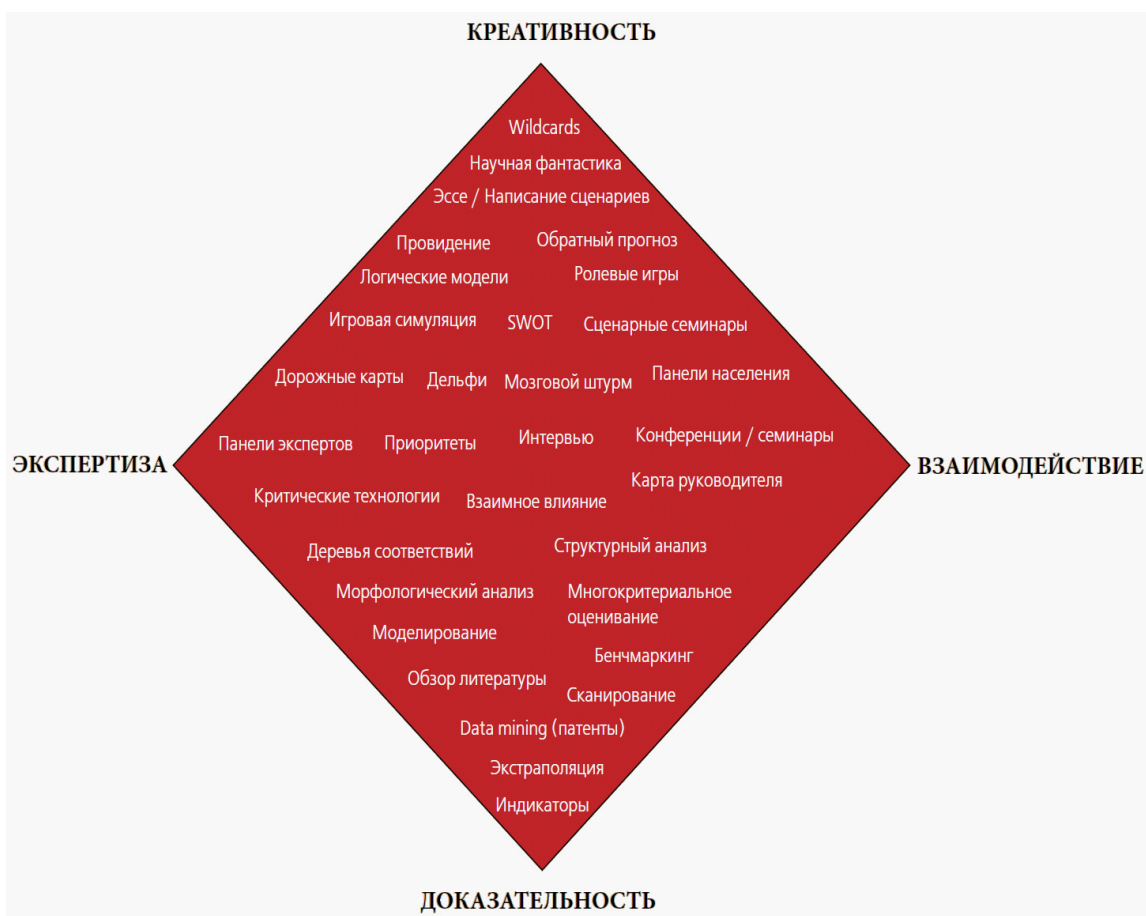 КРЕАТИВНОСТЬ
Wildcards
Научная фантастика
Эссе / Написание сценариев
Провидение
Обратный прогноз
Логические модели
Ролевые игры
Игровая симуляция
SWOT
Сценарные семинары
Дорожные карты
Дельфи
Мозговой штурм
Панели населения
Панели экспертов
Приоритеты
Интервью
Конференции / семинары
ЭКСПЕРТИЗА
ВЗАИМОДЕЙСТВИЕ
Критические технологии
Взаимное влияние
Карта руководителя
Деревья соответствий
Структурный анализ
Морфологический анализ
Многокритериальное
оценивание
Моделирование
Бенчмаркинг
Обзор литературы
Сканирование
Data mining (патенты)
Экстраполяция
Индикаторы
ДОКАЗАТЕЛЬНОСТЬ